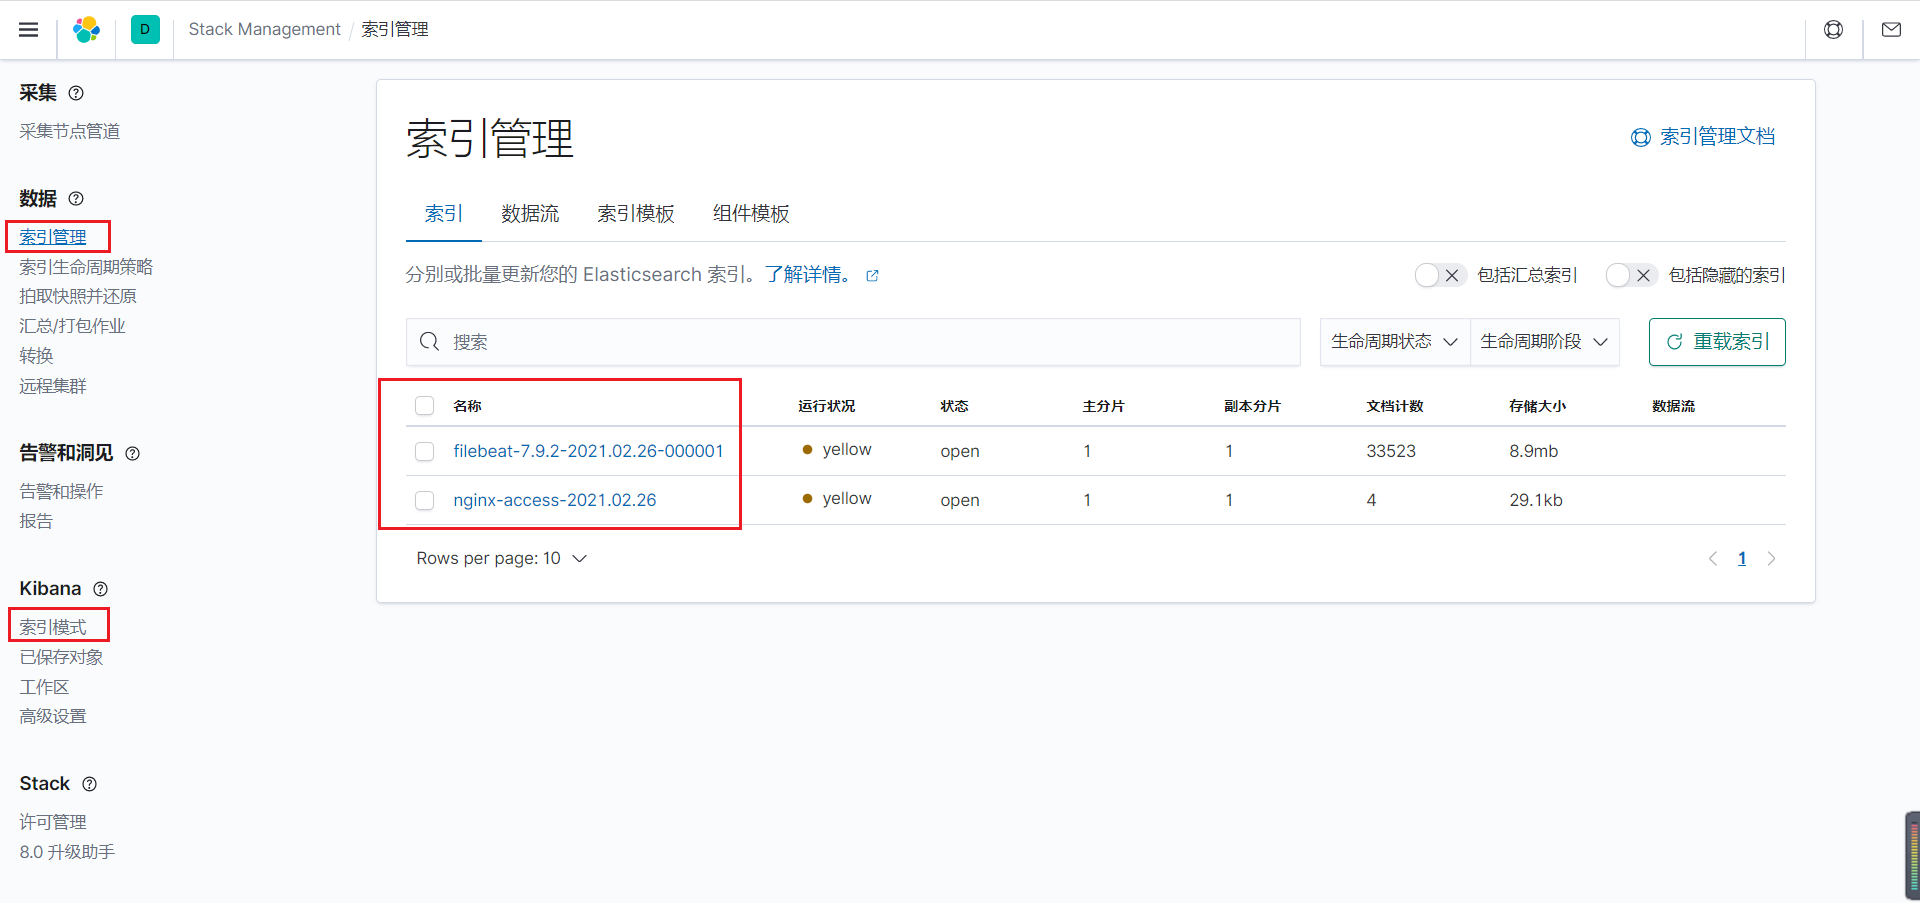 D Stack Management / 索引管理
采集
采集节点管道
数据
索引管理
索引生命周期策略
拍取快照并还原
汇总/打包作业
转换
远程集群
告警和洞见
告警和操作
报告
Kibana
索引模式
已保存对象
工作区
高级设置
Stack
许可管理
8.0 升级助手
索引管理
索引管理文档
索引 数据流 索引模板 组件模板
分别或批量更新您的 Elasticsearch 索引。了解详情。 包括汇总索引 包括隐藏的索引
搜索 生命周期状态 生命周期阶段 重载索引
名称 运行状况 状态 主分片 副本分片 文档计数 存储大小 数据流
filebeat-7.9.2-2021.02.26-000001 yellow open 1 1 33523 8.9mb
nginx-access-2021.02.26 yellow open 1 1 4 29.1kb
Rows per page: 10 1